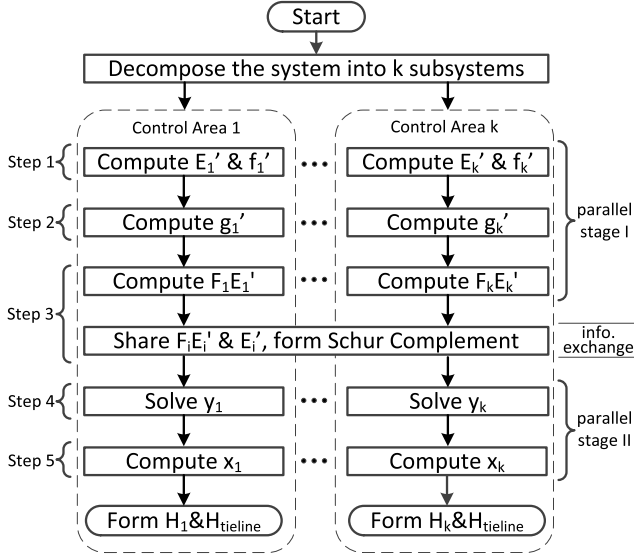 Start
Decompose the system into k subsystems
Control Area 1
Control Area k
Step 1
Compute E₁’ & f₁’
•••
Compute Eₖ’ & fₖ’
Step 2
Compute g₁’
•••
Compute gₖ’
parallel
stage I
Step 3
Compute F₁E₁'
•••
Compute FₖEₖ'
Share FᵢEᵢ' & Eᵢ’, form Schur Complement
info.
exchange
Step 4
Solve y₁
•••
Solve yₖ
parallel
stage II
Step 5
Compute x₁
•••
Compute xₖ
Form H₁&Hₜᵢₑₗᵢₙₑ
Form Hₖ&Hₜᵢₑₗᵢₙₑ